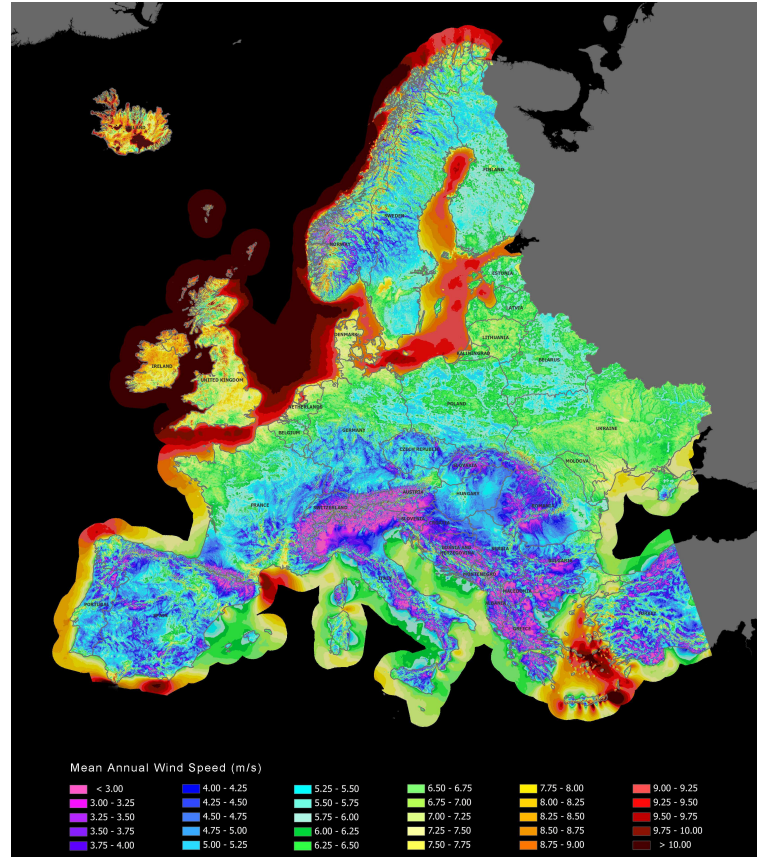 FINLAND
SWEDEN
NORWAY
ESTONIA
LATVIA
DENMARK
LITHUANIA
KALININGRAD
BELARUS
IRELAND
UNITED KINGDOM
NETHERLANDS
POLAND
BELGIUM
GERMANY
UKRAINE
CZECH REPUBLIC
MOLDOVA
AUSTRIA
HUNGARY
FRANCE
SWITZERLAND
SLOVENIA
BOSNIA AND
HERZEGOVINA
MONTENEGRO
ITALY
MACEDONIA
PORTUGAL
GREECE
Mean Annual Wind Speed (m/s)
< 3.00
3.00 - 3.25
3.25 - 3.50
3.50 - 3.75
3.75 - 4.00
4.00 - 4.25
4.25 - 4.50
4.50 - 4.75
4.75 - 5.00
5.00 - 5.25
5.25 - 5.50
5.50 - 5.75
5.75 - 6.00
6.00 - 6.25
6.25 - 6.50
6.50 - 6.75
6.75 - 7.00
7.00 - 7.25
7.25 - 7.50
7.50 - 7.75
7.75 - 8.00
8.00 - 8.25
8.25 - 8.50
8.50 - 8.75
8.75 - 9.00
9.00 - 9.25
9.25 - 9.50
9.50 - 9.75
9.75 - 10.00
> 10.00